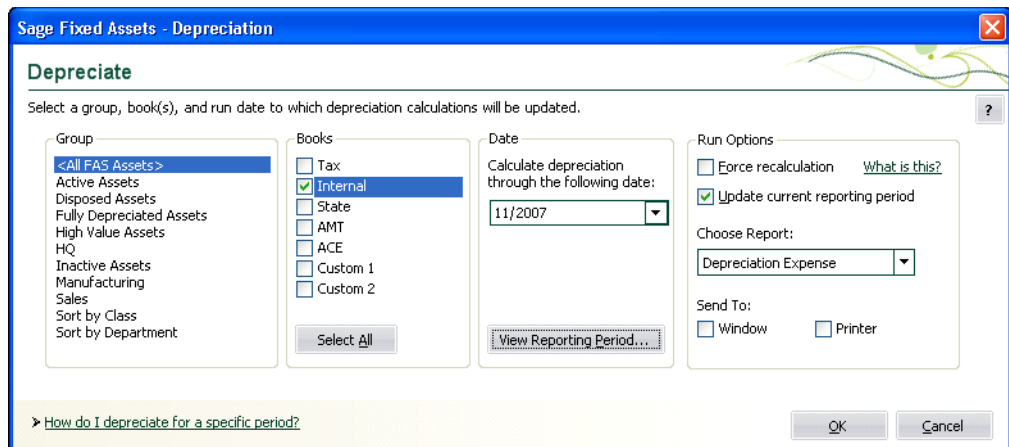 Sage Fixed Assets - Depreciation
Depreciate
Select a group, book(s), and run date to which depreciation calculations will be updated.
?
Group
<All FAS Assets>
Active Assets
Disposed Assets
Fully Depreciated Assets
High Value Assets
HQ
Inactive Assets
Manufacturing
Sales
Sort by Class
Sort by Department
Books
Tax
Internal
State
AMT
ACE
Custom 1
Custom 2
Select All
Date
Calculate depreciation
through the following date:
11/2007
View Reporting Period...
Run Options
Force recalculation What is this?
Update current reporting period
Choose Report:
Depreciation Expense
Send To:
Window Printer
How do I depreciate for a specific period?
OK Cancel